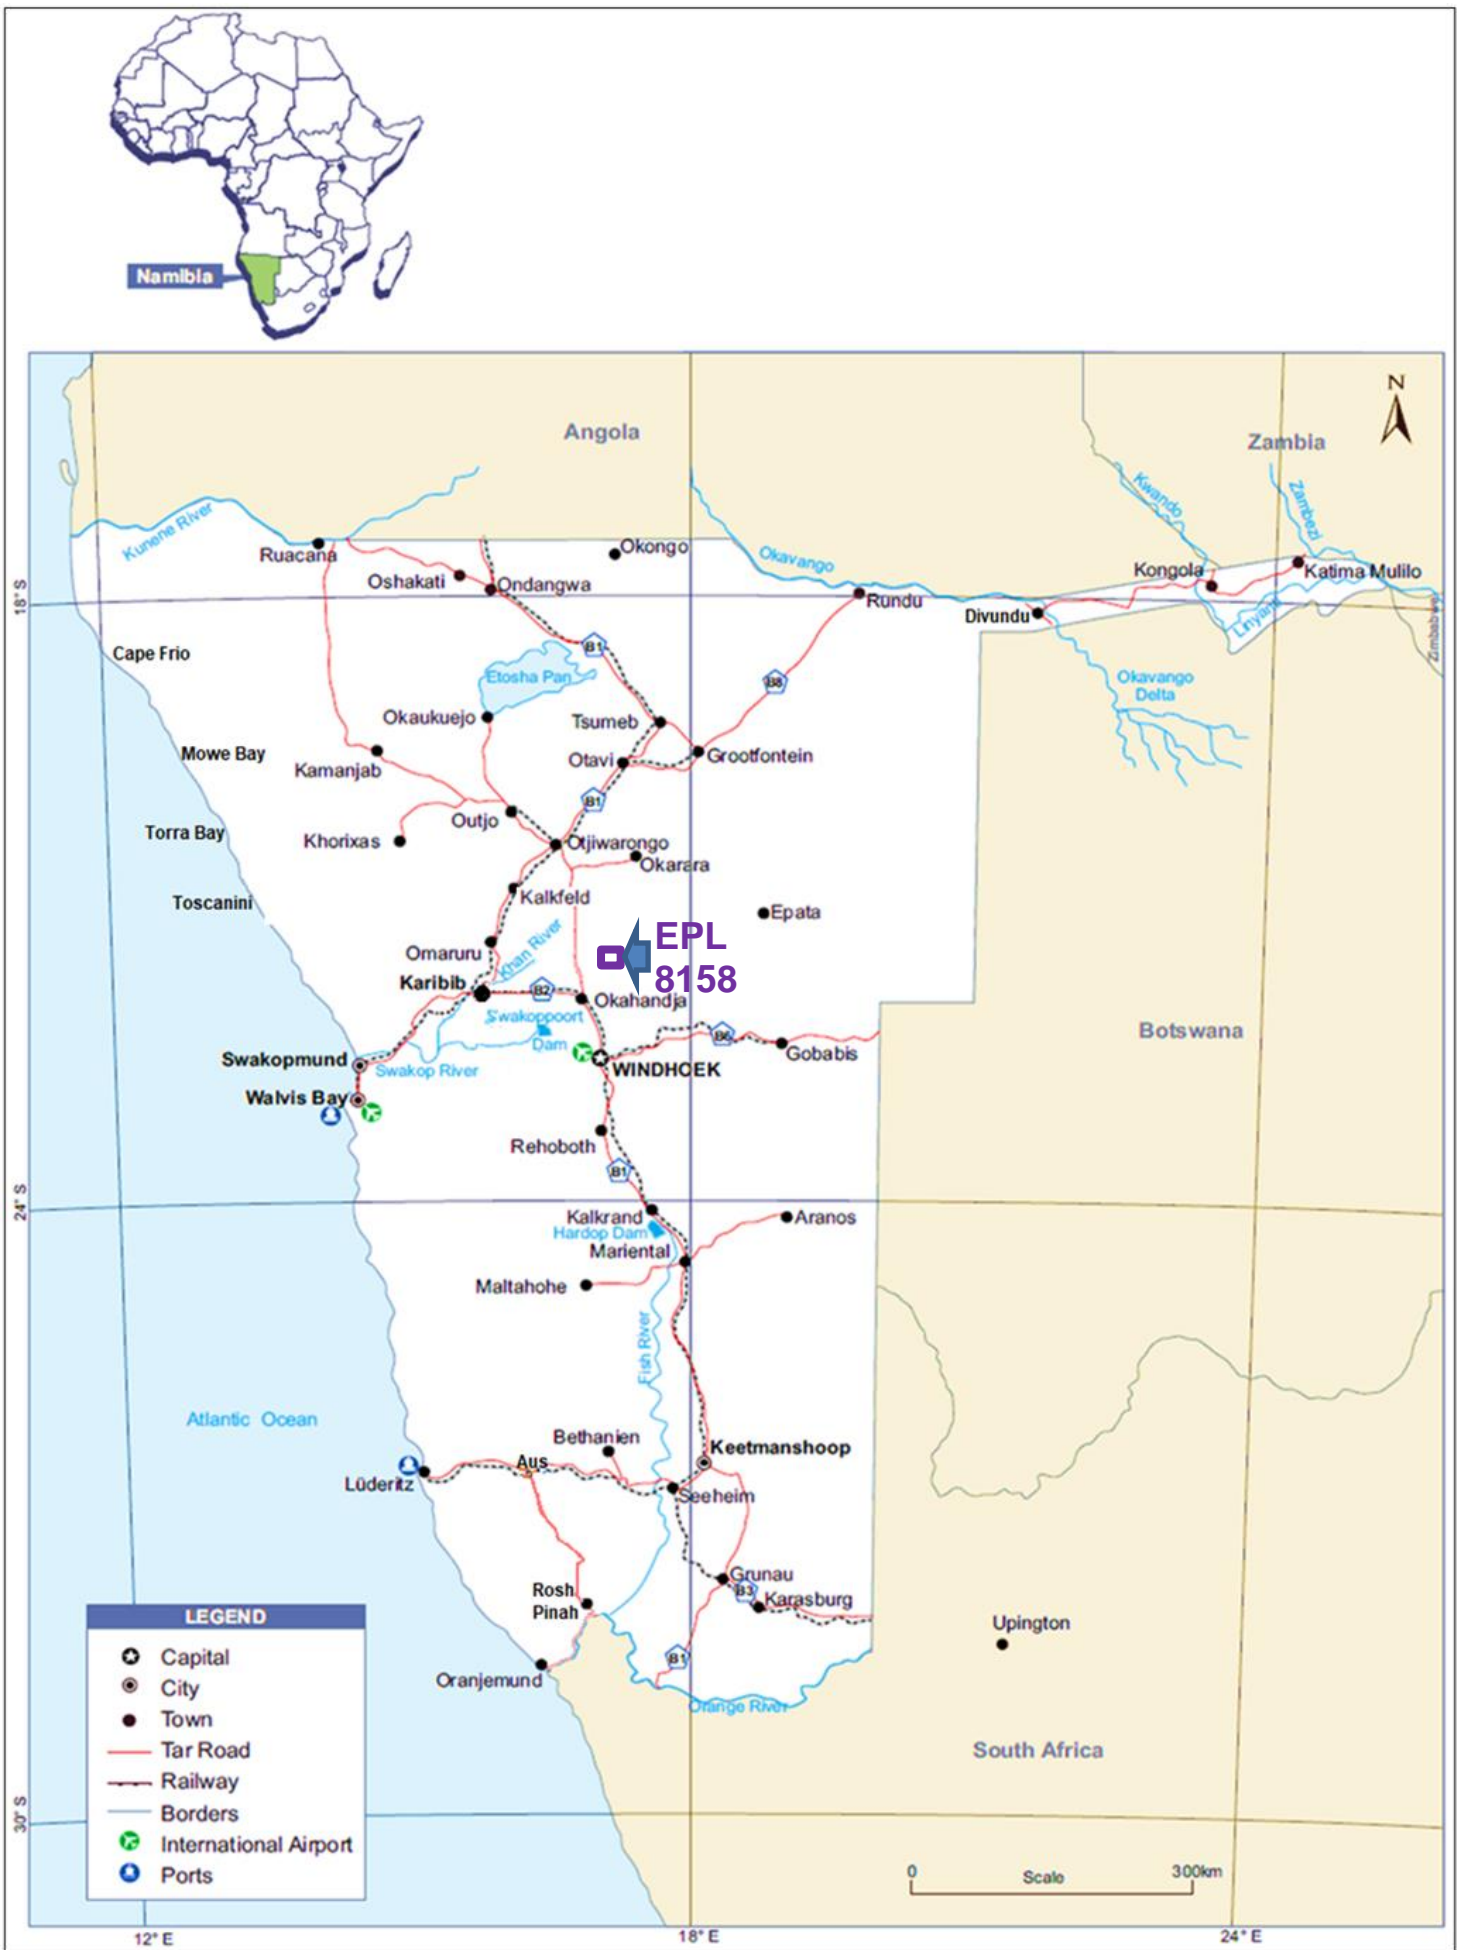 Namibia
N
Angola
Zambia
Kunene River
Ruacana
Okongo
Okavango
Kwando
Zambezi
Oshakati
Ondangwa
Kongola
Katima Mulilo
18° S
Rundu
Divundu
Linyanti
Zimbabwe
Cape Frio
B1
Etosha Pan
B8
Okavango
Delta
Okaukuejo
Tsumeb
Mowe Bay
Kamanjab
Otavi
Grootfontein
B1
Torra Bay
Outjo
Khorixas
Otjiwarongo
Okarara
Toscanini
Kalkfeld
Epata
Omaruru
Khan River
EPL
8158
Karibib
B2
Okahandja
Swakoppoort
Dam
B6
Botswana
Gobabis
Swakopmund
Swakop River
WINDHOEK
Walvis Bay
Rehoboth
B1
24° S
Kalkrand
Aranos
Hardop Dam
Mariental
Maltahohe
Fish River
Atlantic Ocean
Bethanien
Keetmanshoop
Aus
Lüderitz
Seeheim
Grunau
B3
Karasburg
Rosh
Pinah
Upington
B1
Oranjemund
Orange River
South Africa
LEGEND
Capital
City
Town
Tar Road
Railway
Borders
International Airport
Ports
30° S
0
Scale
300km
12° E
18° E
24° E